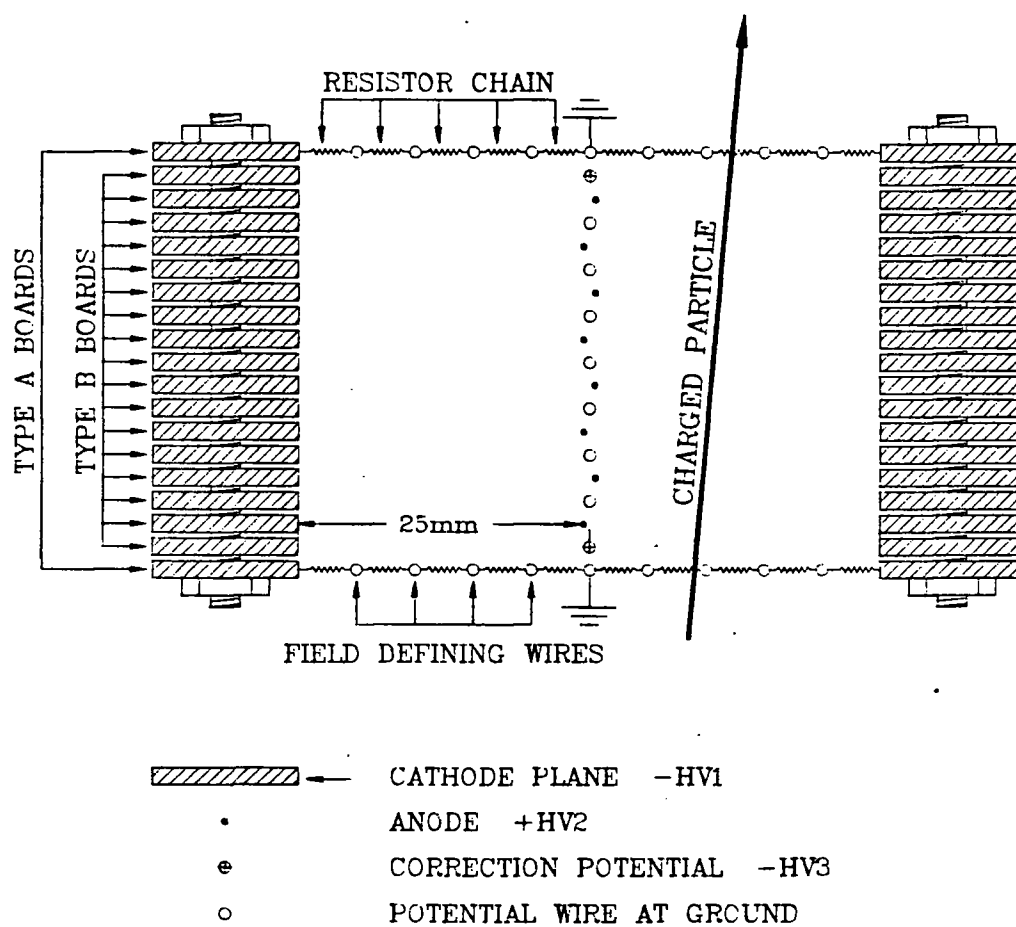 RESISTOR CHAIN
TYPE A BOARDS
TYPE B BOARDS
CHARGED PARTICLE
25mm
FIELD DEFINING WIRES
CATHODE PLANE -HV1
ANODE +HV2
CORRECTION POTENTIAL -HV3
POTENTIAL WIRE AT GROUND